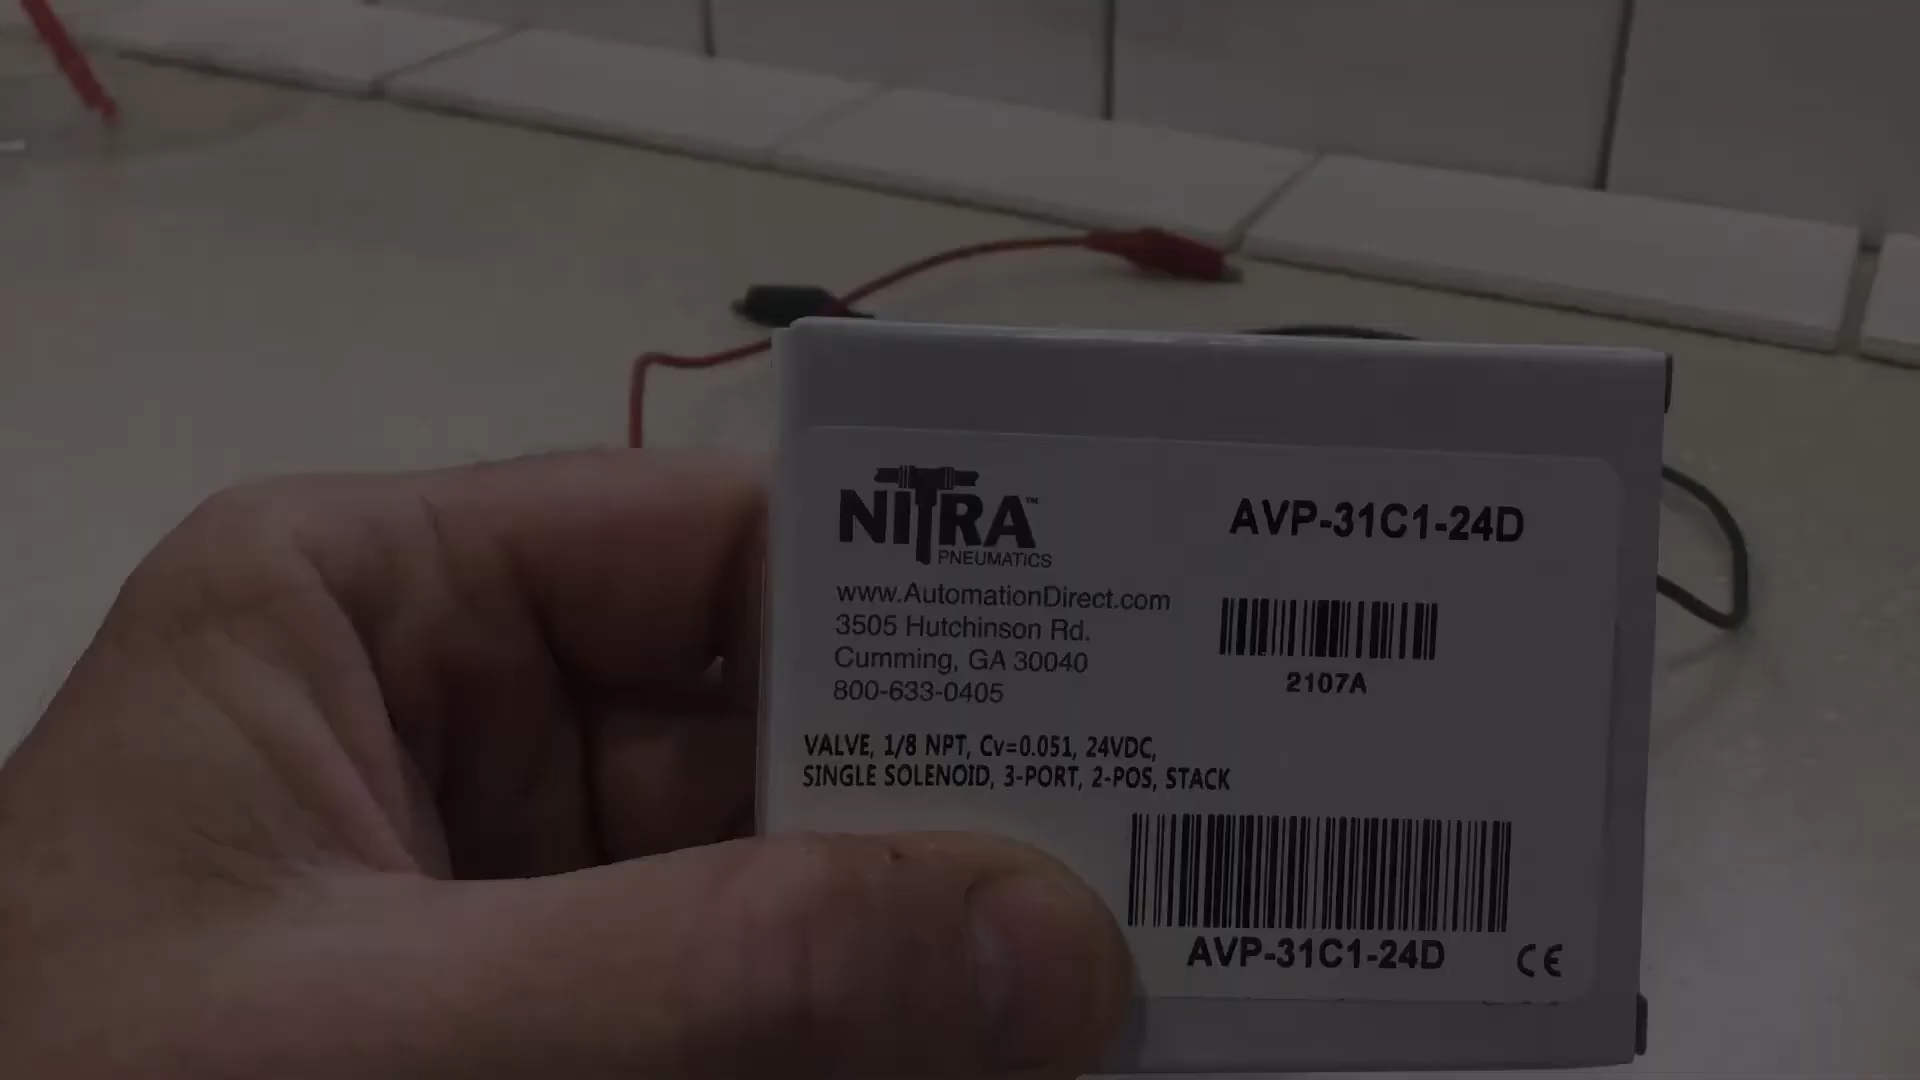 NITRA™
PNEUMATICS
AVP-31C1-24D
www.AutomationDirect.com
3505 Hutchinson Rd.
Cumming, GA 30040
800-633-0405
2107A
VALVE, 1/8 NPT, Cv=0.051, 24VDC,
SINGLE SOLENOID, 3-PORT, 2-POS, STACK
AVP-31C1-24D
CE